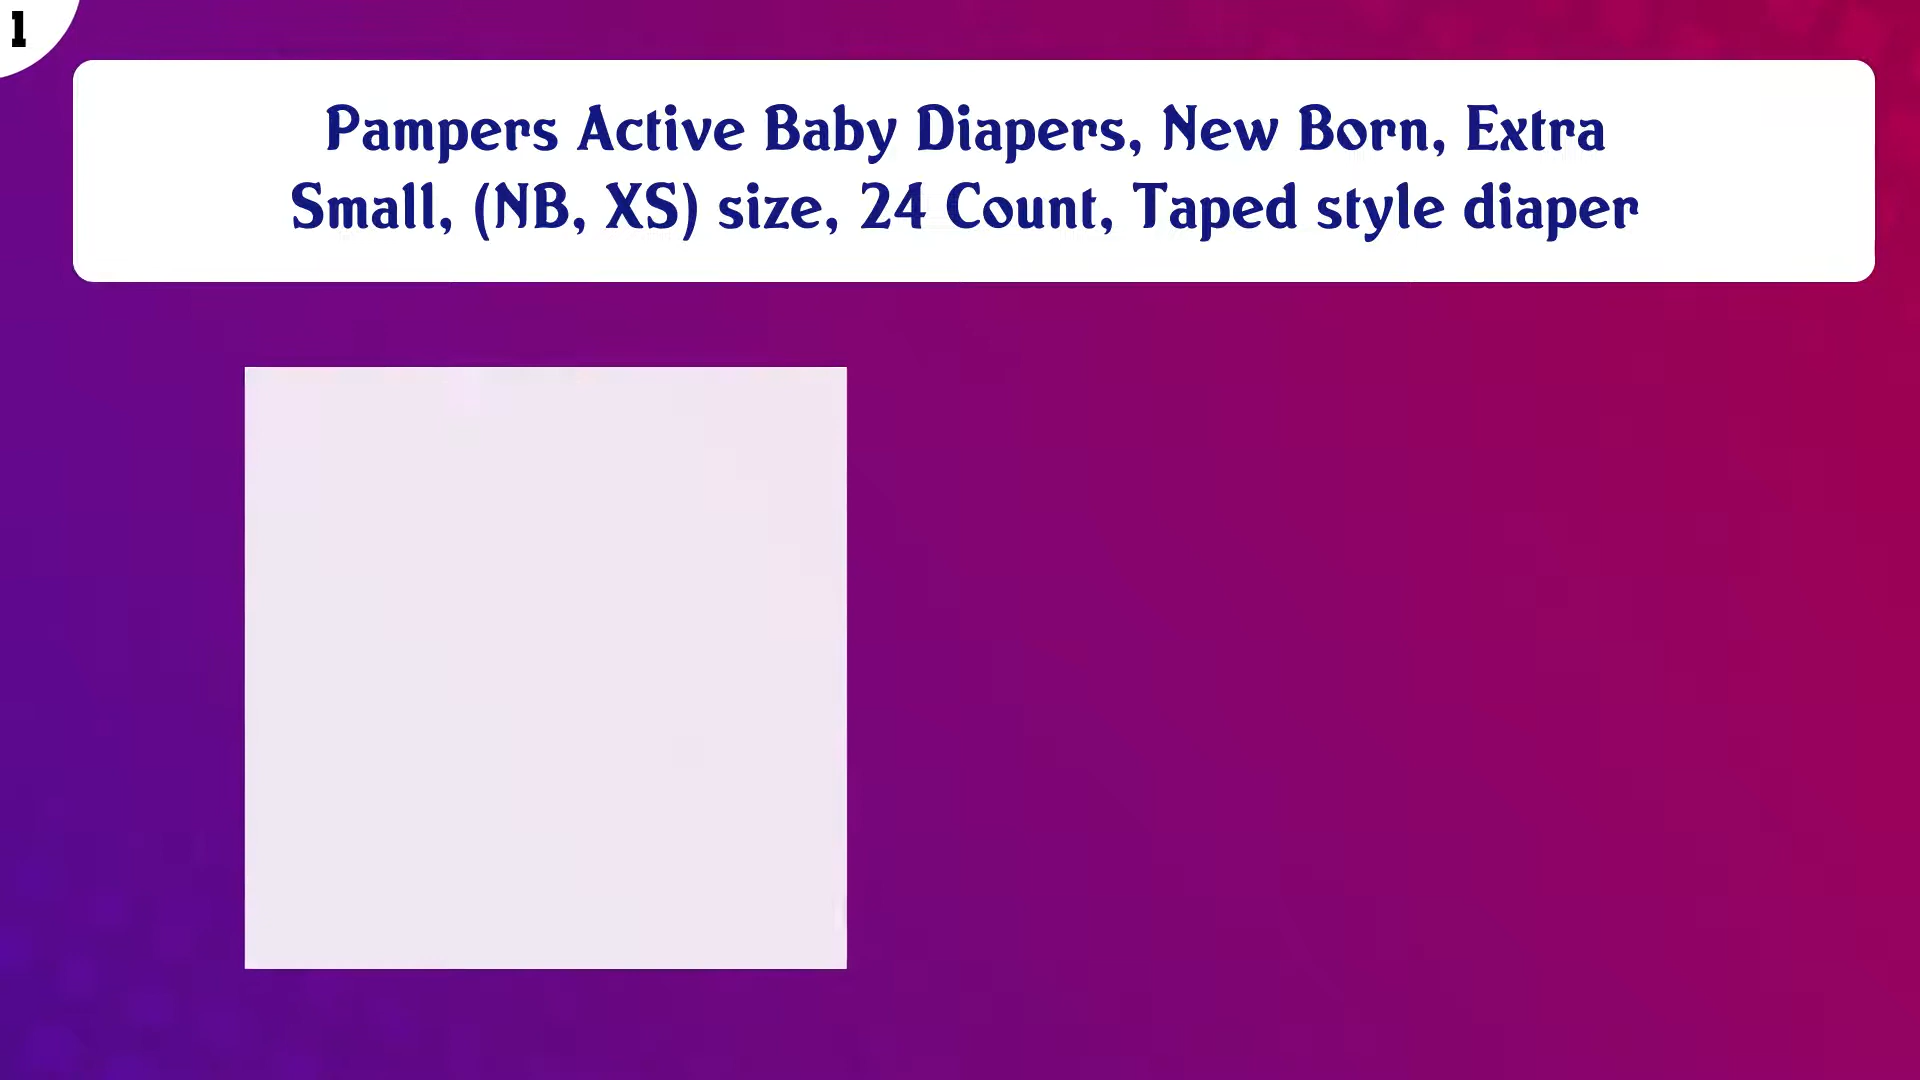 1
Pampers Active Baby Diapers, New Born, Extra
Small, (NB, XS) size, 24 Count, Taped style diaper